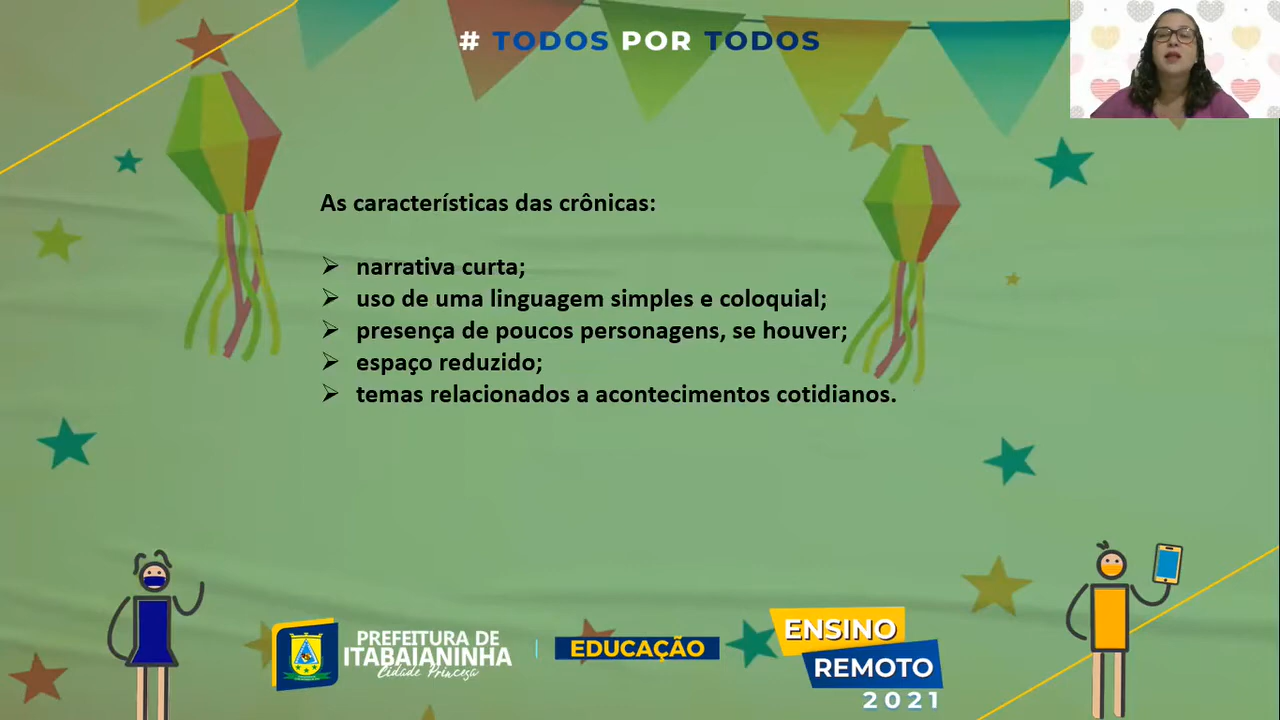 # TODOS POR TODOS
As características das crônicas:
➢ narrativa curta;
➢ uso de uma linguagem simples e coloquial;
➢ presença de poucos personagens, se houver;
➢ espaço reduzido;
➢ temas relacionados a acontecimentos cotidianos.
PREFEITURA DE
ITABAIANINHA
Cidade Princesa
EDUCAÇÃO
ENSINO
REMOTO
2021